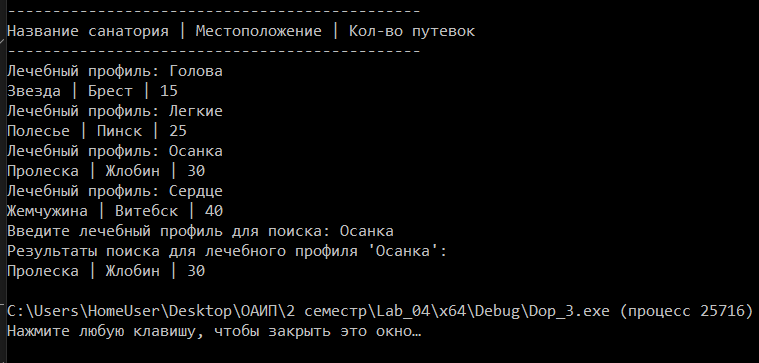 ----------------------------------------------
Название санатория | Местоположение | Кол-во путевок
----------------------------------------------
Лечебный профиль: Голова
Звезда | Брест | 15
Лечебный профиль: Легкие
Полесье | Пинск | 25
Лечебный профиль: Осанка
Пролеска | Жлобин | 30
Лечебный профиль: Сердце
Жемчужина | Витебск | 40
Введите лечебный профиль для поиска: Осанка
Результаты поиска для лечебного профиля 'Осанка':
Пролеска | Жлобин | 30
C:\Users\HomeUser\Desktop\ОАИП\2 семестр\Lab_04\x64\Debug\Dop_3.exe (процесс 25716)
Нажмите любую клавишу, чтобы закрыть это окно…